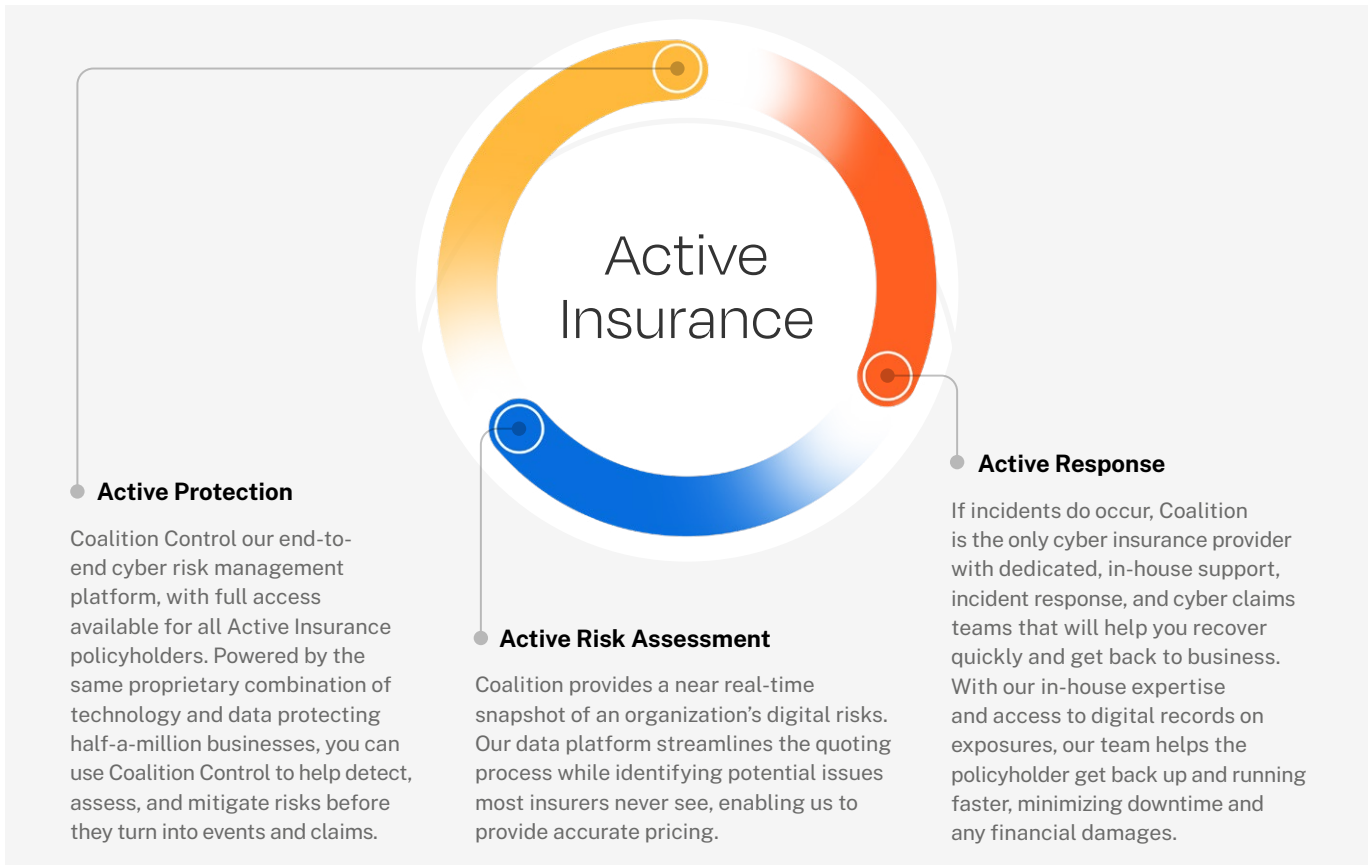 Active
Insurance
Active Protection
Coalition Control our end-to-
end cyber risk management
platform, with full access
available for all Active Insurance
policyholders. Powered by the
same proprietary combination of
technology and data protecting
half-a-million businesses, you can
use Coalition Control to help detect,
assess, and mitigate risks before
they turn into events and claims.
Active Risk Assessment
Coalition provides a near real-time
snapshot of an organization’s digital risks.
Our data platform streamlines the quoting
process while identifying potential issues
most insurers never see, enabling us to
provide accurate pricing.
Active Response
If incidents do occur, Coalition
is the only cyber insurance provider
with dedicated, in-house support,
incident response, and cyber claims
teams that will help you recover
quickly and get back to business.
With our in-house expertise
and access to digital records on
exposures, our team helps the
policyholder get back up and running
faster, minimizing downtime and
any financial damages.